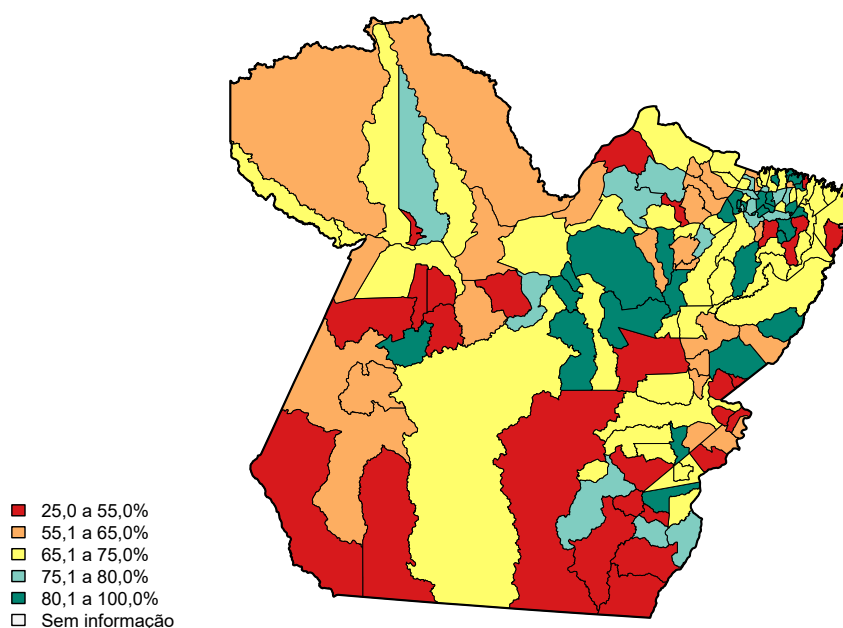 25,0 a 55,0%
55,1 a 65,0%
65,1 a 75,0%
75,1 a 80,0%
80,1 a 100,0%
Sem informação